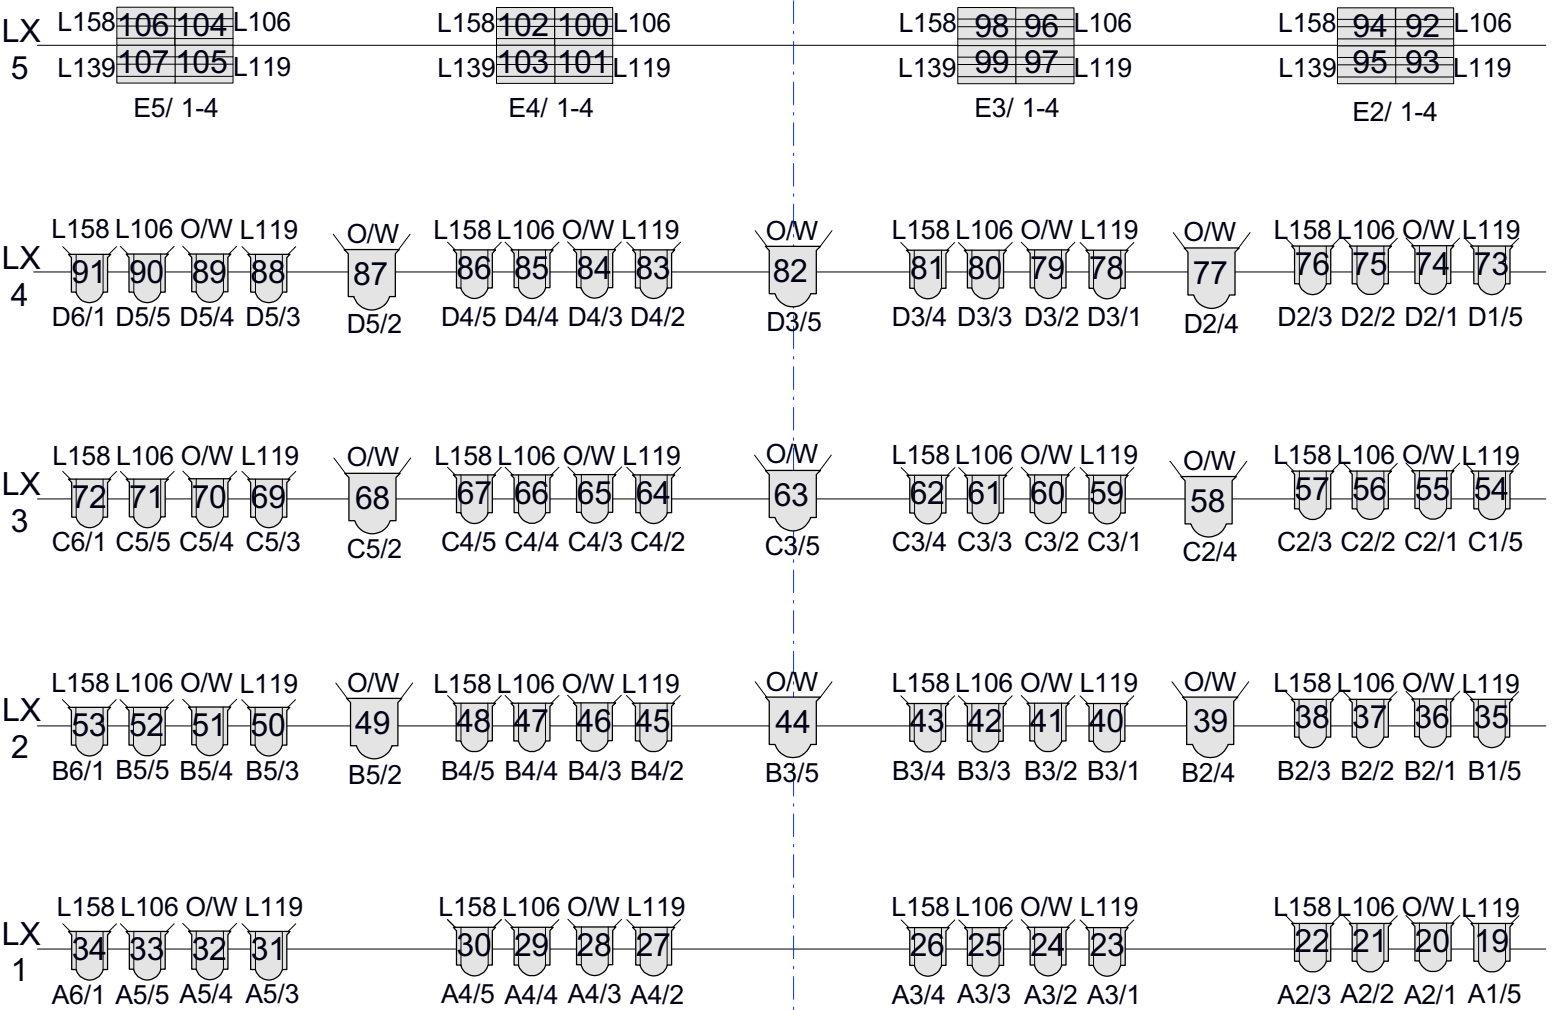 LX 5
L158 106 104 L106 L158 102 100 L106 L158 98 96 L106 L158 94 92 L106
L139 107 105 L119 L139 103 101 L119 L139 99 97 L119 L139 95 93 L119
E5/ 1-4 E4/ 1-4 E3/ 1-4 E2/ 1-4
L158 L106 O/W L119 O/W L158 L106 O/W L119 O/W L158 L106 O/W L119 O/W L158 L106 O/W L119
LX 4
91 90 89 88 87 86 85 84 83 82 81 80 79 78 77 76 75 74 73
D6/1 D5/5 D5/4 D5/3 D5/2 D4/5 D4/4 D4/3 D4/2 D3/5 D3/4 D3/3 D3/2 D3/1 D2/4 D2/3 D2/2 D2/1 D1/5
L158 L106 O/W L119 O/W L158 L106 O/W L119 O/W L158 L106 O/W L119 O/W L158 L106 O/W L119
LX 3
72 71 70 69 68 67 66 65 64 63 62 61 60 59 58 57 56 55 54
C6/1 C5/5 C5/4 C5/3 C5/2 C4/5 C4/4 C4/3 C4/2 C3/5 C3/4 C3/3 C3/2 C3/1 C2/4 C2/3 C2/2 C2/1 C1/5
L158 L106 O/W L119 O/W L158 L106 O/W L119 O/W L158 L106 O/W L119 O/W L158 L106 O/W L119
LX 2
53 52 51 50 49 48 47 46 45 44 43 42 41 40 39 38 37 36 35
B6/1 B5/5 B5/4 B5/3 B5/2 B4/5 B4/4 B4/3 B4/2 B3/5 B3/4 B3/3 B3/2 B3/1 B2/4 B2/3 B2/2 B2/1 B1/5
L158 L106 O/W L119 L158 L106 O/W L119 L158 L106 O/W L119 L158 L106 O/W L119
LX 1
34 33 32 31 30 29 28 27 26 25 24 23 22 21 20 19
A6/1 A5/5 A5/4 A5/3 A4/5 A4/4 A4/3 A4/2 A3/4 A3/3 A3/2 A3/1 A2/3 A2/2 A2/1 A1/5